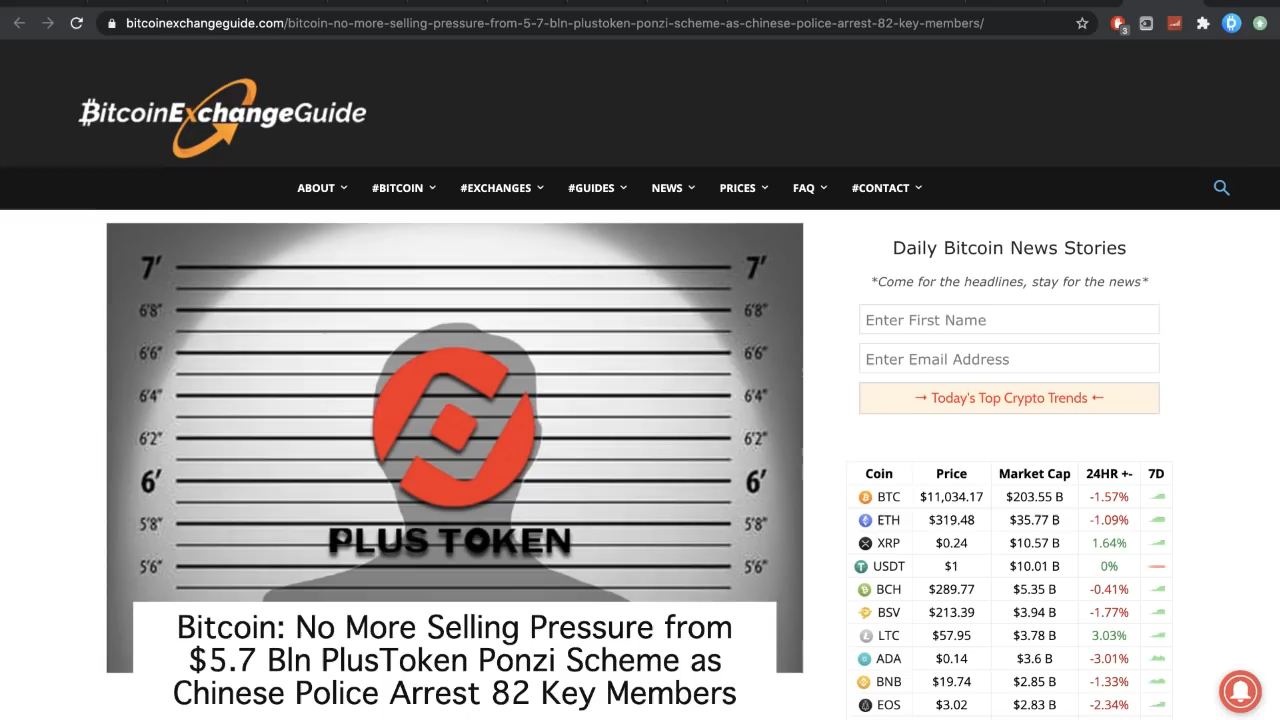 bitcoinexchangeguide.com/bitcoin-no-more-selling-pressure-from-5-7-bln-plustoken-ponzi-scheme-as-chinese-police-arrest-82-key-members/
3
BitcoinExchangeGuide
ABOUT #BITCOIN #EXCHANGES #GUIDES NEWS PRICES FAQ #CONTACT
7' 7'
6'8" 6'8"
6'6" 6'6"
6'4" 6'4"
6'2" 6'2"
6' 6'
5'8" 5'8"
PLUS TOKEN
5'6" 5'6"
Bitcoin: No More Selling Pressure from
$5.7 Bln PlusToken Ponzi Scheme as
Chinese Police Arrest 82 Key Members
Daily Bitcoin News Stories
*Come for the headlines, stay for the news*
Enter First Name
Enter Email Address
→ Today's Top Crypto Trends ←
Coin Price Market Cap 24HR +- 7D
BTC $11,034.17 $203.55 B -1.57%
ETH $319.48 $35.77 B -1.09%
XRP $0.24 $10.57 B 1.64%
USDT $1 $10.01 B 0%
BCH $289.77 $5.35 B -0.41%
BSV $213.39 $3.94 B -1.77%
LTC $57.95 $3.78 B 3.03%
ADA $0.14 $3.6 B -3.01%
BNB $19.74 $2.85 B -1.33%
EOS $3.02 $2.83 B -2.34%